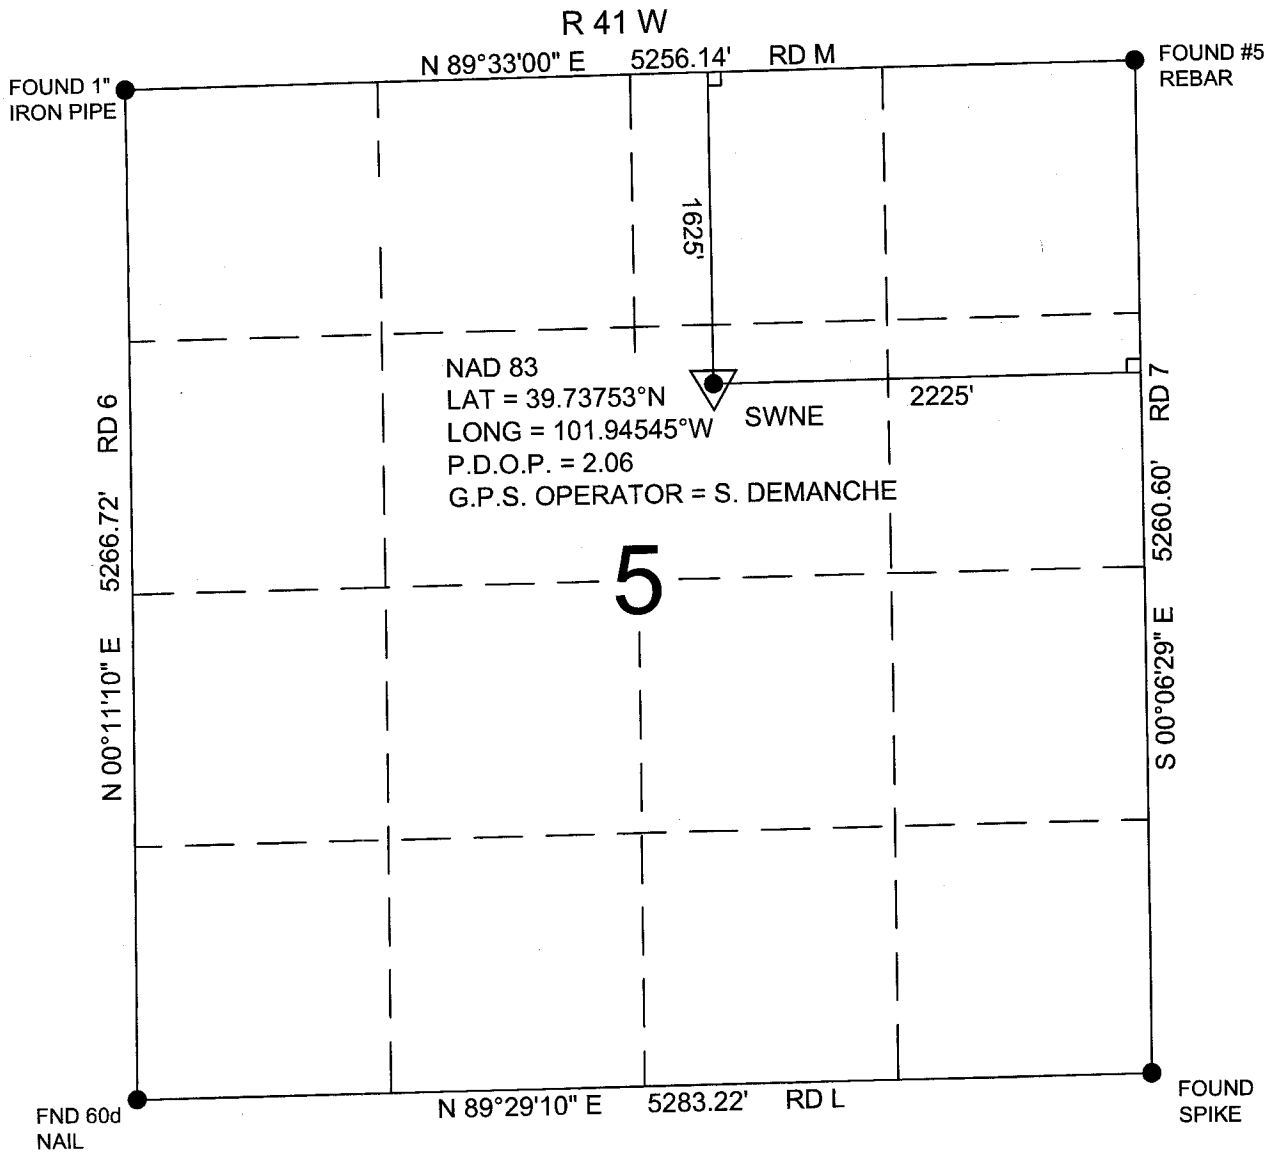 R 41 W
N 89°33'00" E 5256.14' RD M
FOUND 1"
IRON PIPE
FOUND #5
REBAR
1625'
NAD 83
LAT = 39.73753°N
LONG = 101.94545°W
P.D.O.P. = 2.06
G.P.S. OPERATOR = S. DEMANCHE
SWNE
2225'
N 00°11'10" E 5266.72' RD 6
S 00°06'29" E 5260.60' RD 7
5
N 89°29'10" E 5283.22' RD L
FND 60d
NAIL
FOUND
SPIKE